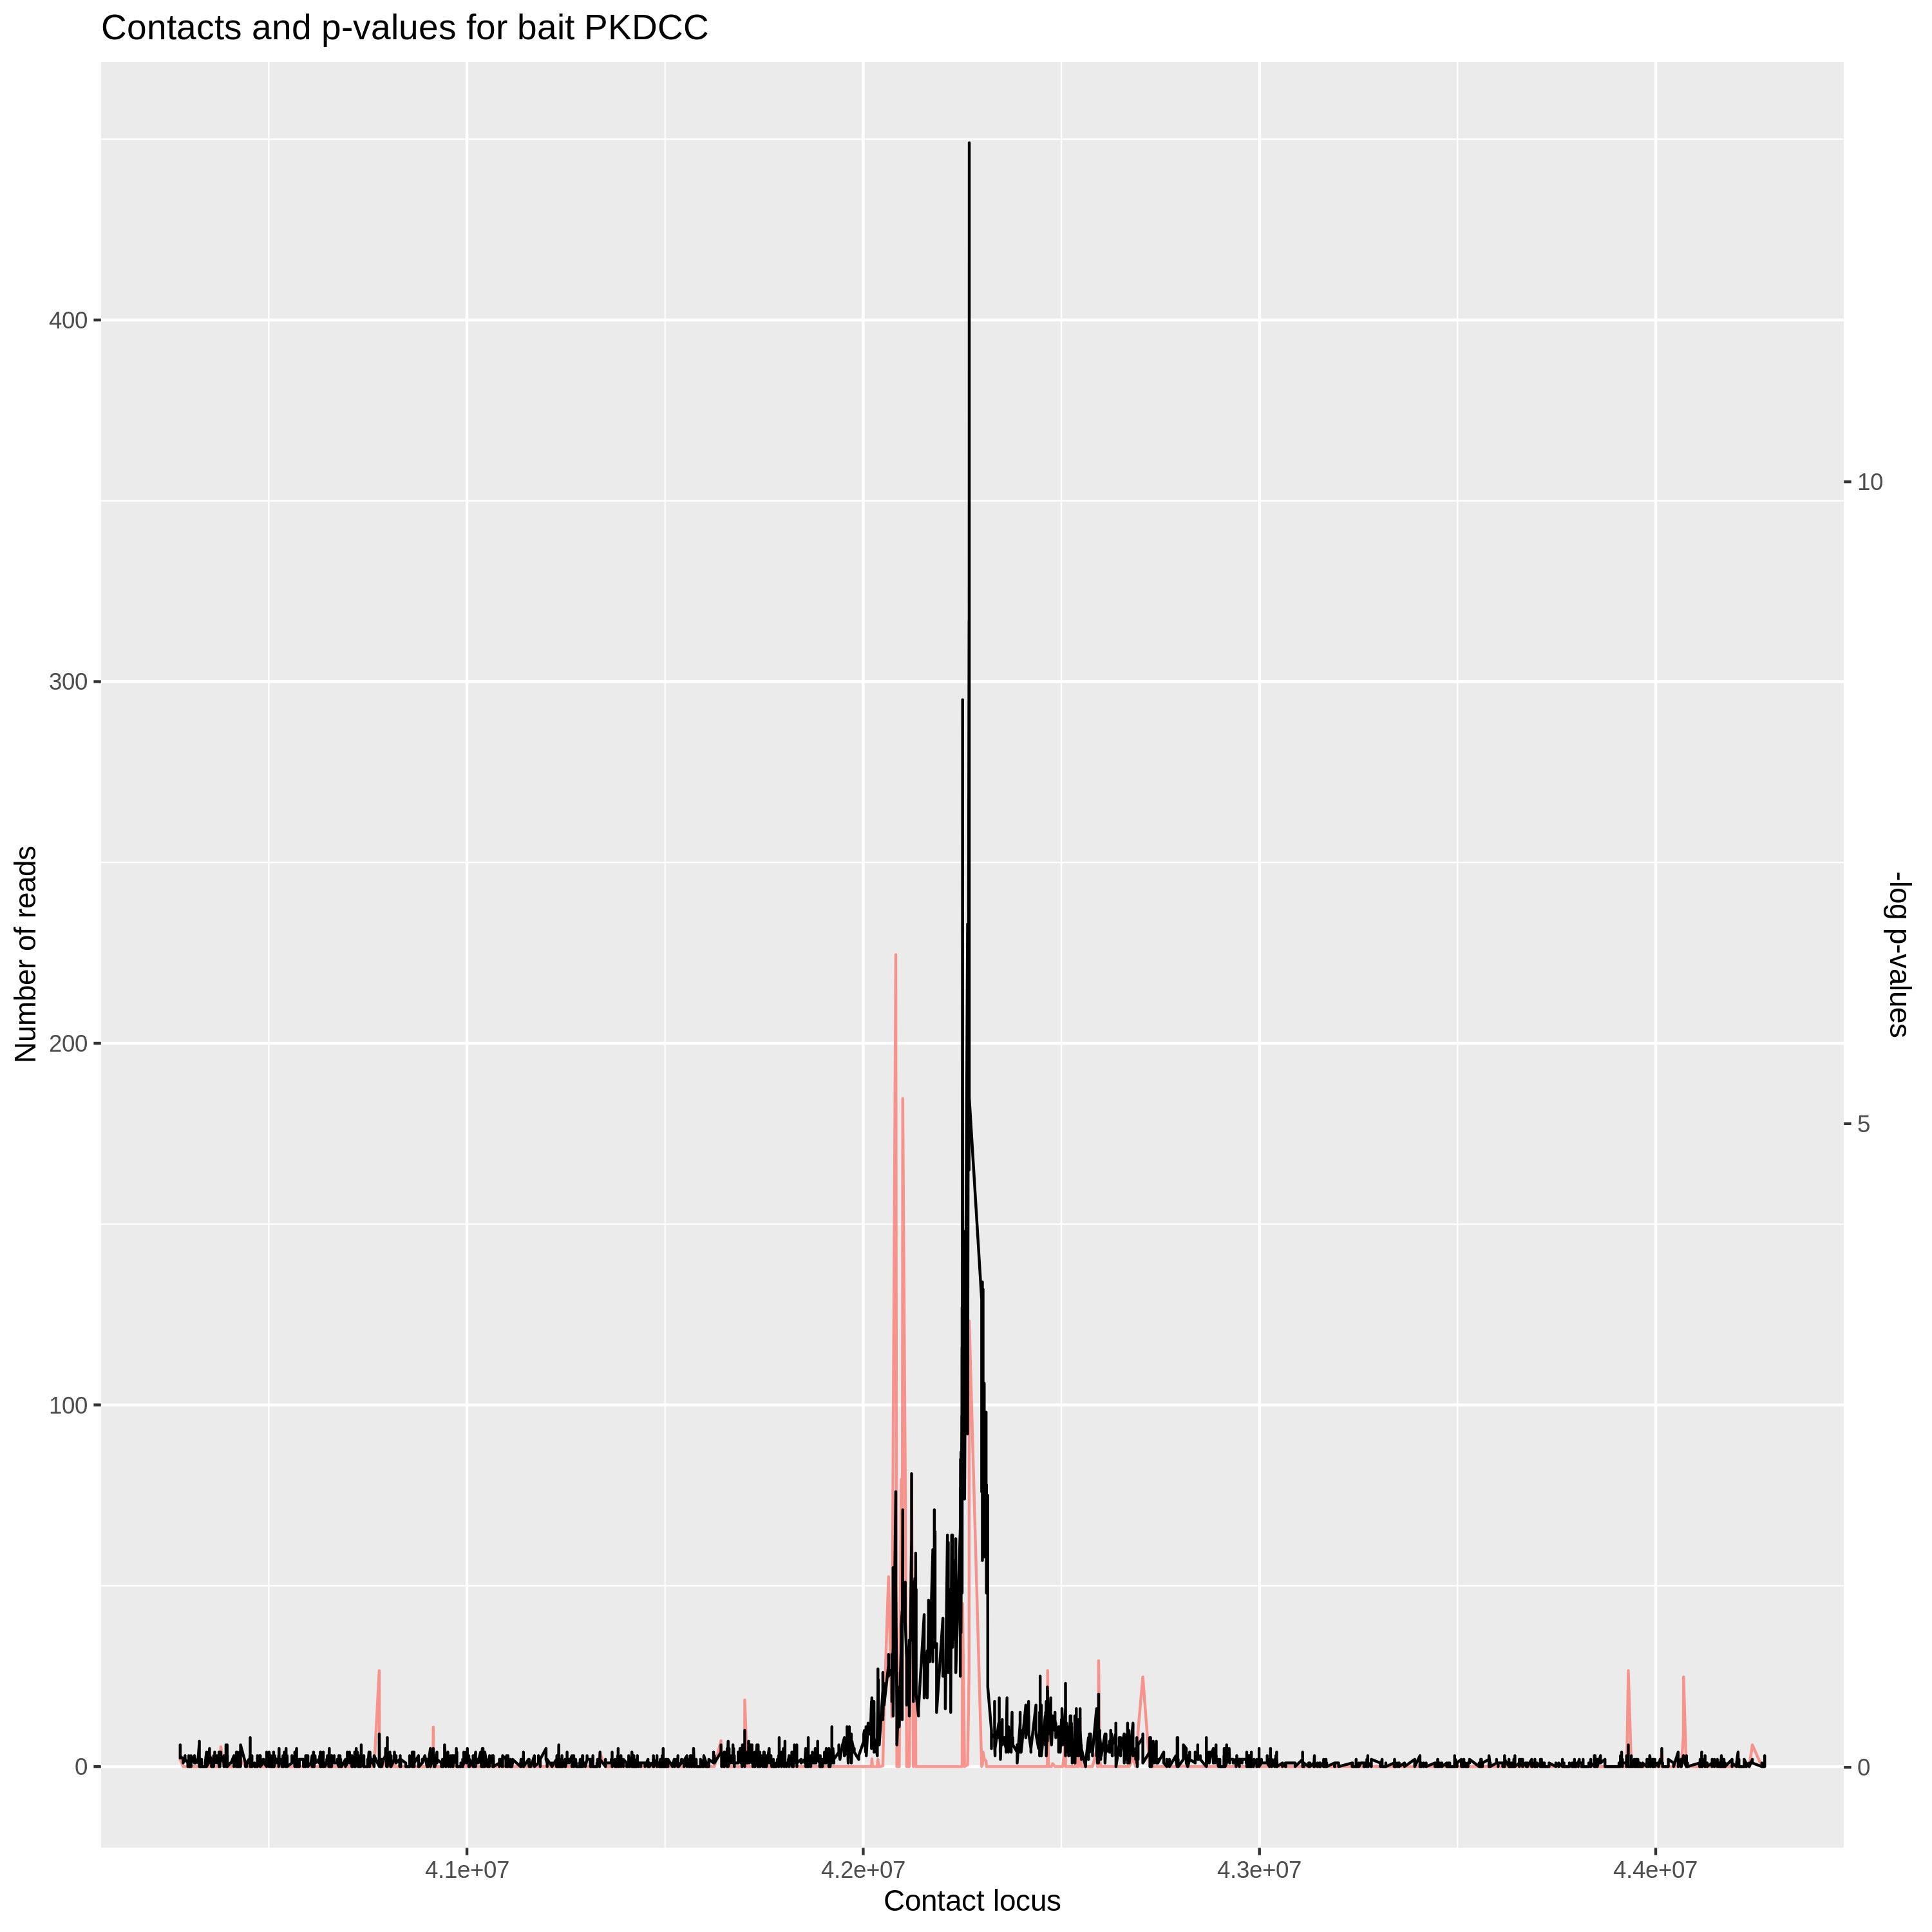 Contacts and p-values for bait PKDCC
400
300
200
100
0
Number of reads
10
5
0
-log p-values
4.1e+07
4.2e+07
4.3e+07
4.4e+07
Contact locus